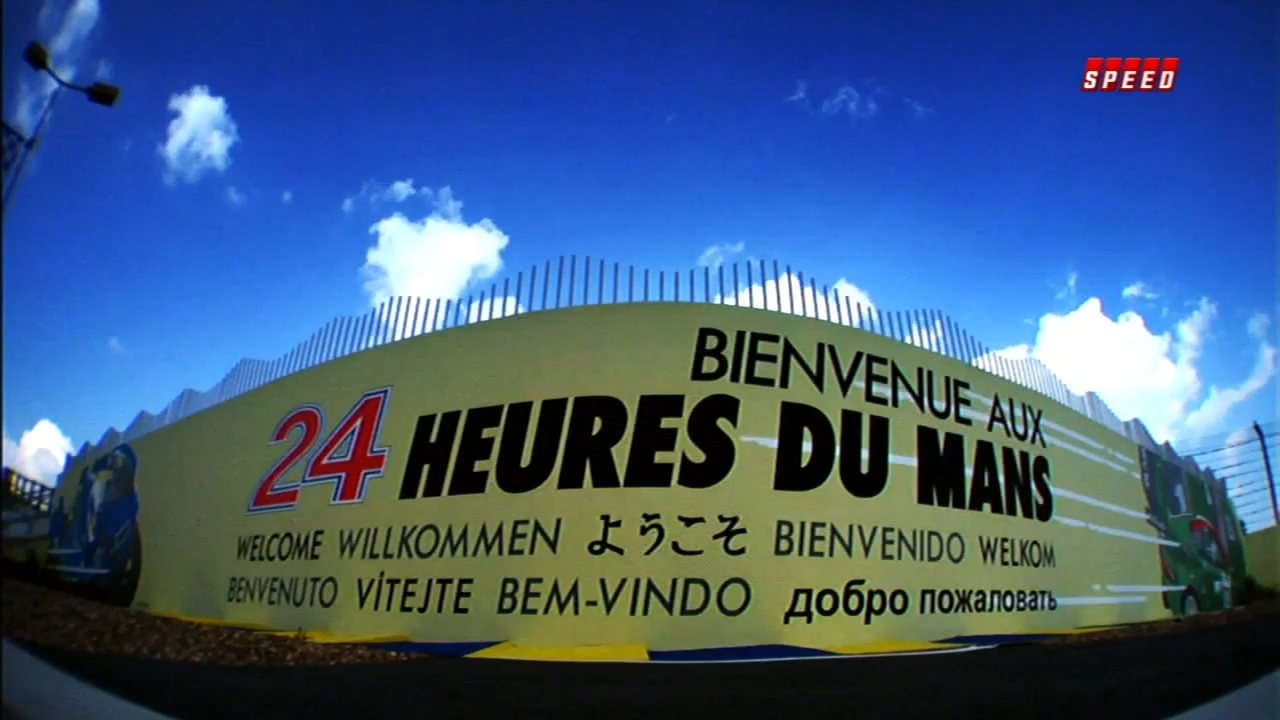 SPEED
BIENVENUE AUX
24 HEURES DU MANS
WELCOME WILLKOMMEN ようこそ BIENVENIDO WELKOM
BENVENUTO VÍTEJTE BEM-VINDO добро пожаловать